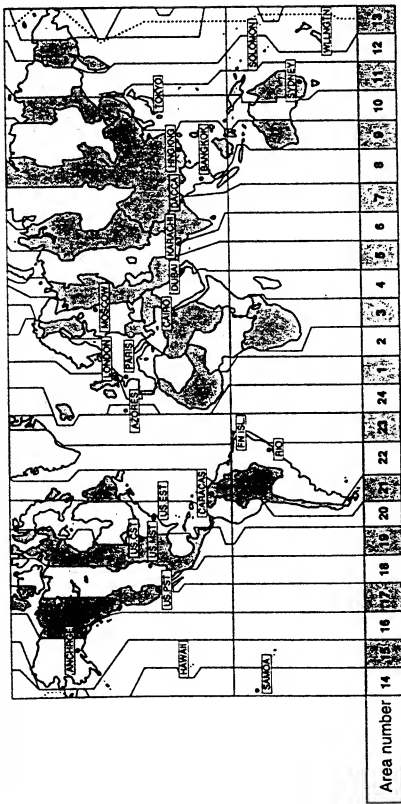 ANCHRGE
HAWAII
SAMOA
US PST
US MST
US CST
US EST
CARACAS
FN ISL
RIO
AZORES
LONDON
PARIS
MOSCOW
CAIRO
DUBAI
KARACHI
DACCA
BANGKOK
HNGKONG
TOKYO
SYDNEY
SOLOMON
WLLNGTN
Area number 14 15 16 17 18 19 20 21 22 23 24 1 2 3 4 5 6 7 8 9 10 11 12 13